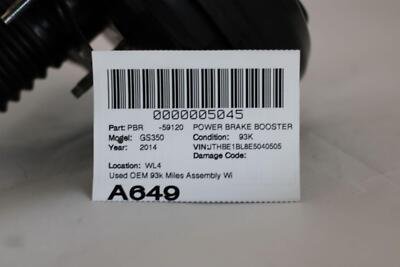 0000005045
Part: PBR -59120 POWER BRAKE BOOSTER
Model: GS350 Condition: 93K
Year: 2014 VIN:JTHBE1BL8E5040505
Damage Code:
Location: WL4
Used OEM 93k Miles Assembly Wi
A649